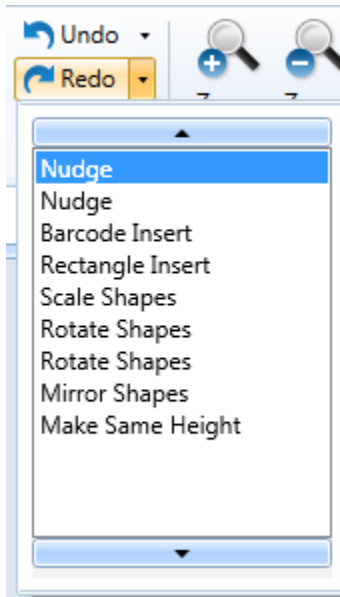 Undo
Redo
Nudge
Nudge
Barcode Insert
Rectangle Insert
Scale Shapes
Rotate Shapes
Rotate Shapes
Mirror Shapes
Make Same Height